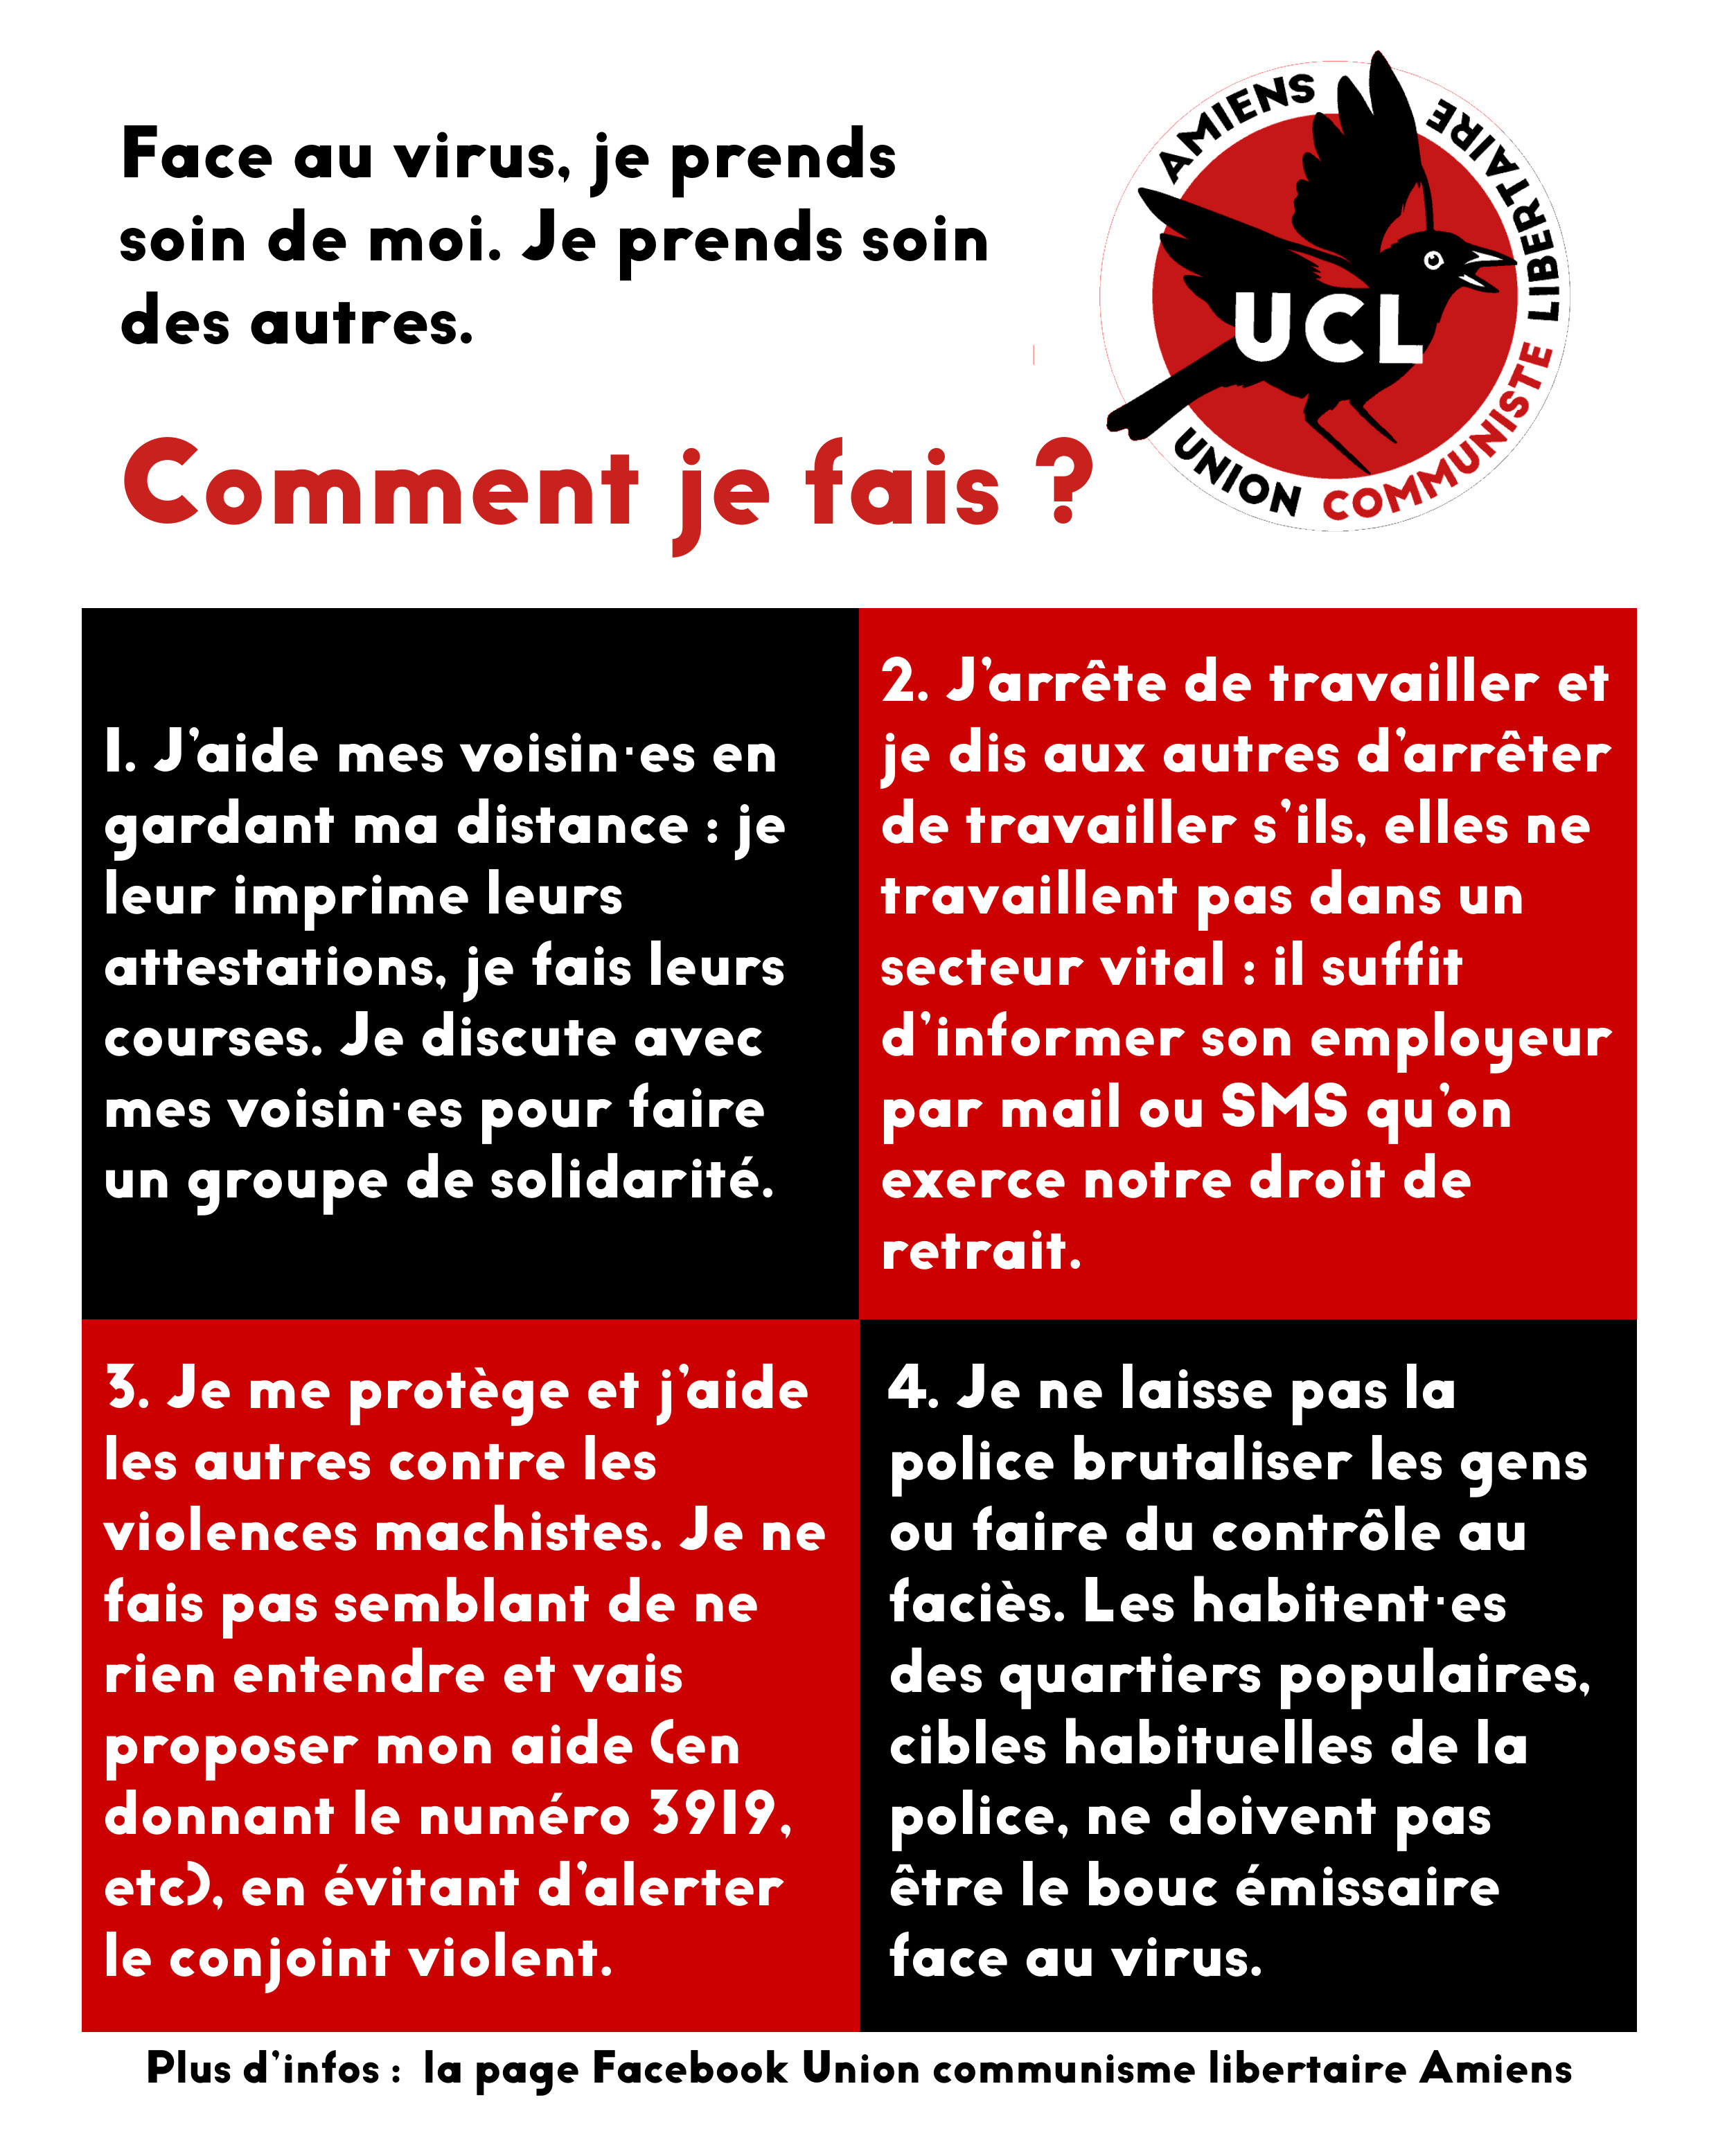 Face au virus, je prends
soin de moi. Je prends soin
des autres.
Comment je fais ?
AMIENS
UNION COMMUNISTE LIBERTAIRE
UCL
1. J'aide mes voisin·es en
gardant ma distance : je
leur imprime leurs
attestations, je fais leurs
courses. Je discute avec
mes voisin·es pour faire
un groupe de solidarité.
2. J'arrête de travailler et
je dis aux autres d'arrêter
de travailler s'ils, elles ne
travaillent pas dans un
secteur vital : il suffit
d'informer son employeur
par mail ou SMS qu'on
exerce notre droit de
retrait.
3. Je me protège et j'aide
les autres contre les
violences machistes. Je ne
fais pas semblant de ne
rien entendre et vais
proposer mon aide (en
donnant le numéro 3919,
etc), en évitant d'alerter
le conjoint violent.
4. Je ne laisse pas la
police brutaliser les gens
ou faire du contrôle au
faciès. Les habitent·es
des quartiers populaires,
cibles habituelles de la
police, ne doivent pas
être le bouc émissaire
face au virus.
Plus d'infos : la page Facebook Union communisme libertaire Amiens